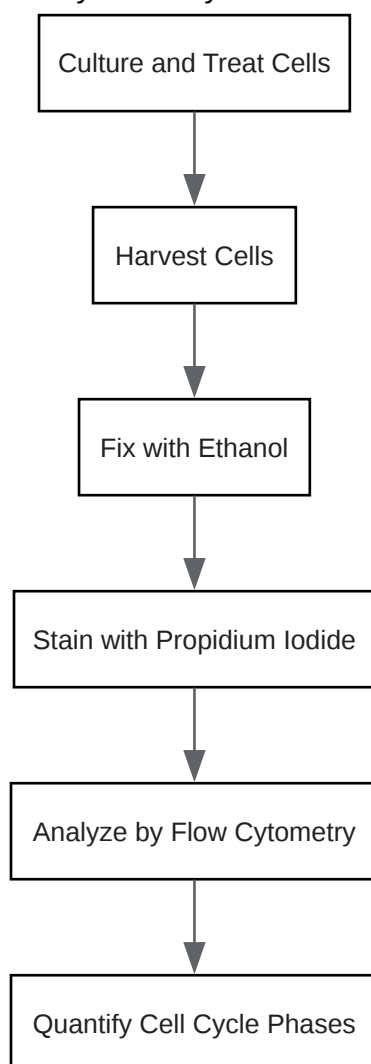 Culture and Treat Cells
Harvest Cells
Fix with Ethanol
Stain with Propidium Iodide
Analyze by Flow Cytometry
Quantify Cell Cycle Phases